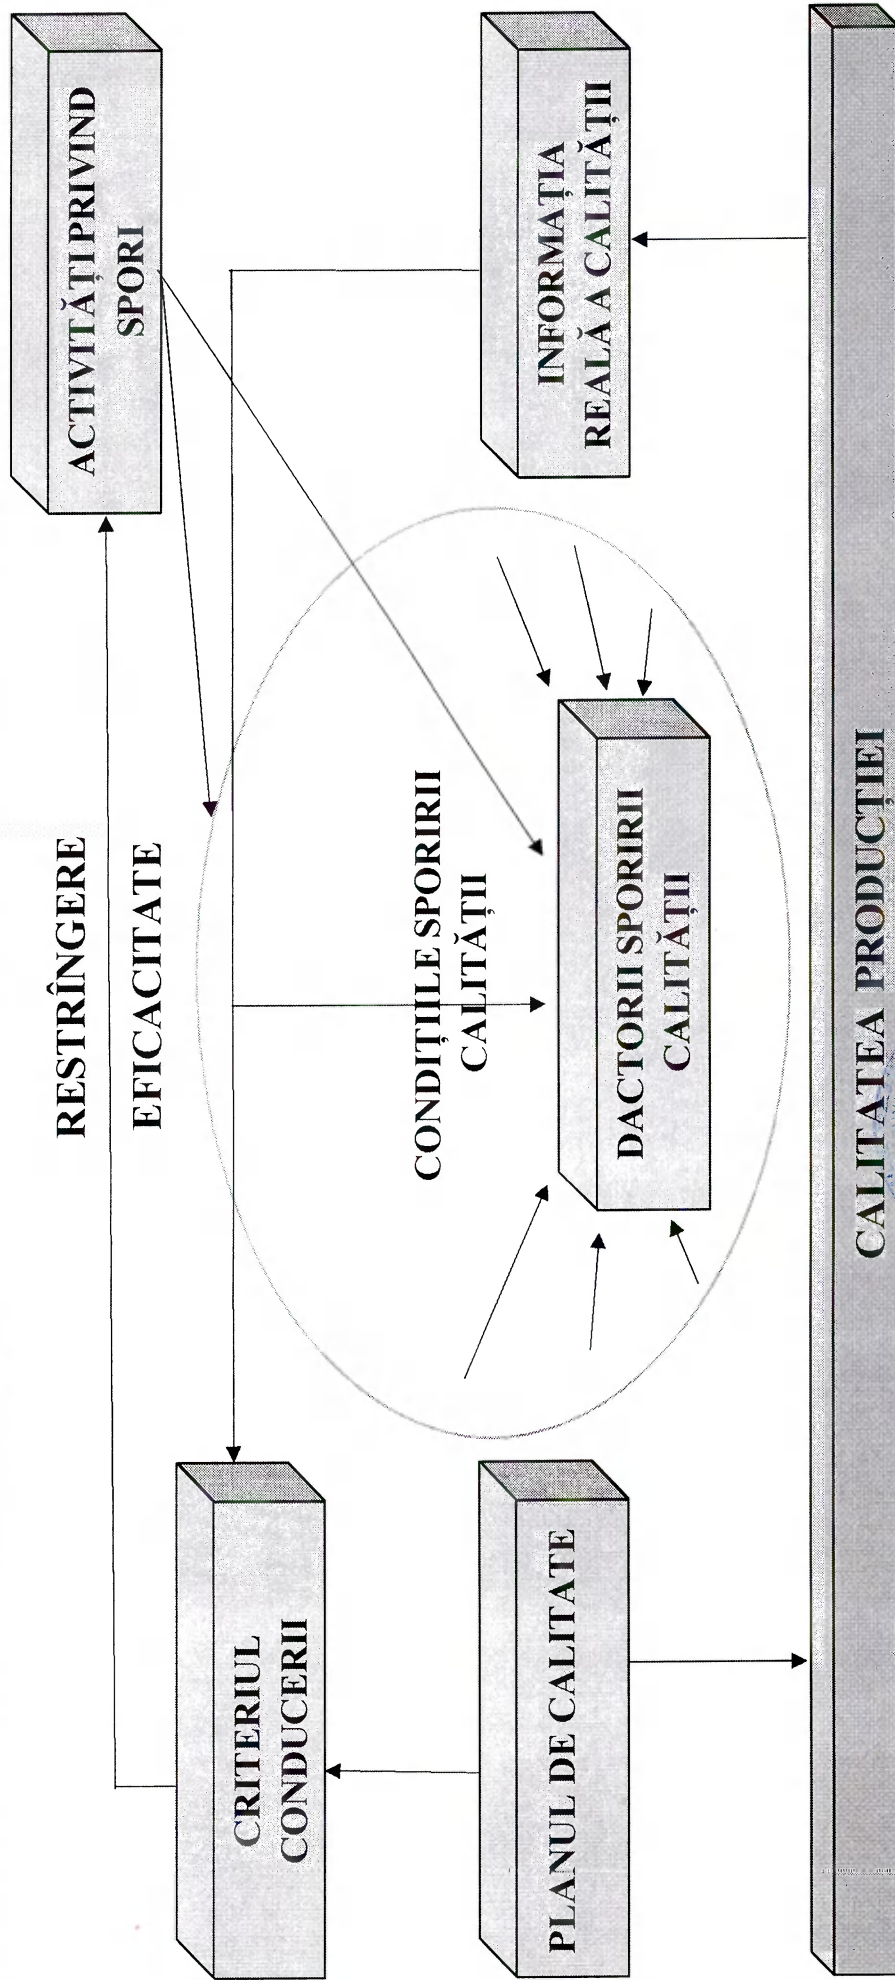 RESTRÎNGERE
EFICACITATE
ACTIVITĂȚI PRIVIND
SPORI
CRITERIUL
CONDUCERII
CONDIȚIILE SPORIRII
CALITĂȚII
PLANUL DE CALITATE
DACTORII SPORIRII
CALITĂȚII
INFORMAȚIA
REALĂ A CALITĂȚII
CALITATEA PRODUCȚIEI